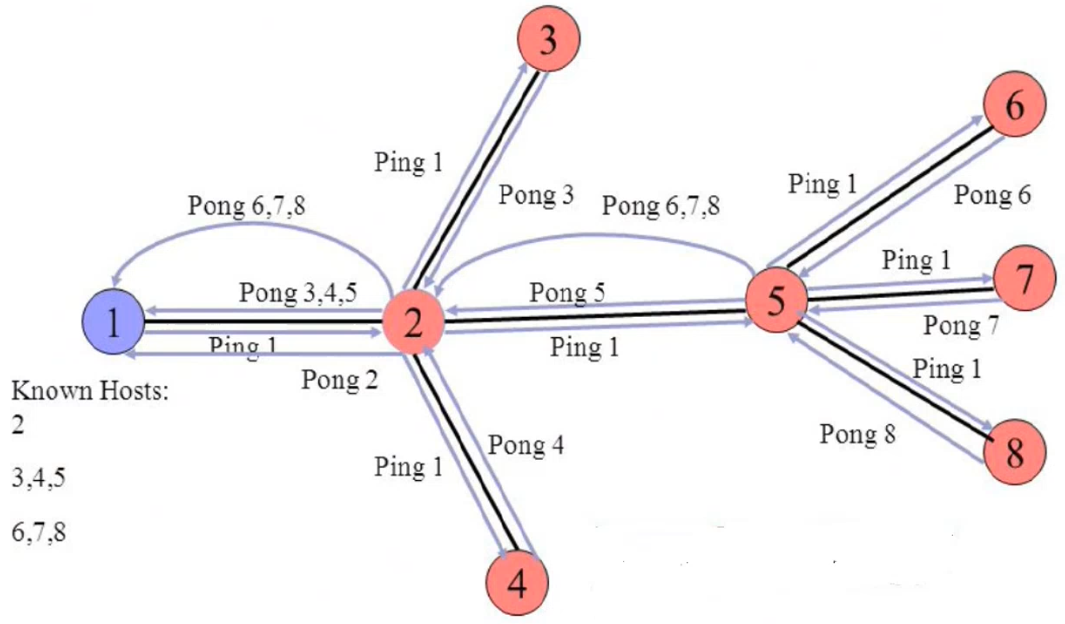 3
6
Ping 1
Ping 1
Pong 3
Pong 6
Pong 6,7,8
Pong 6,7,8
Ping 1
7
Pong 3,4,5
Pong 5
5
1
2
Pong 7
Ping 1
Ping 1
Ping 1
Pong 2
Known Hosts:
2
Pong 8
Pong 4
8
Ping 1
3,4,5
6,7,8
4